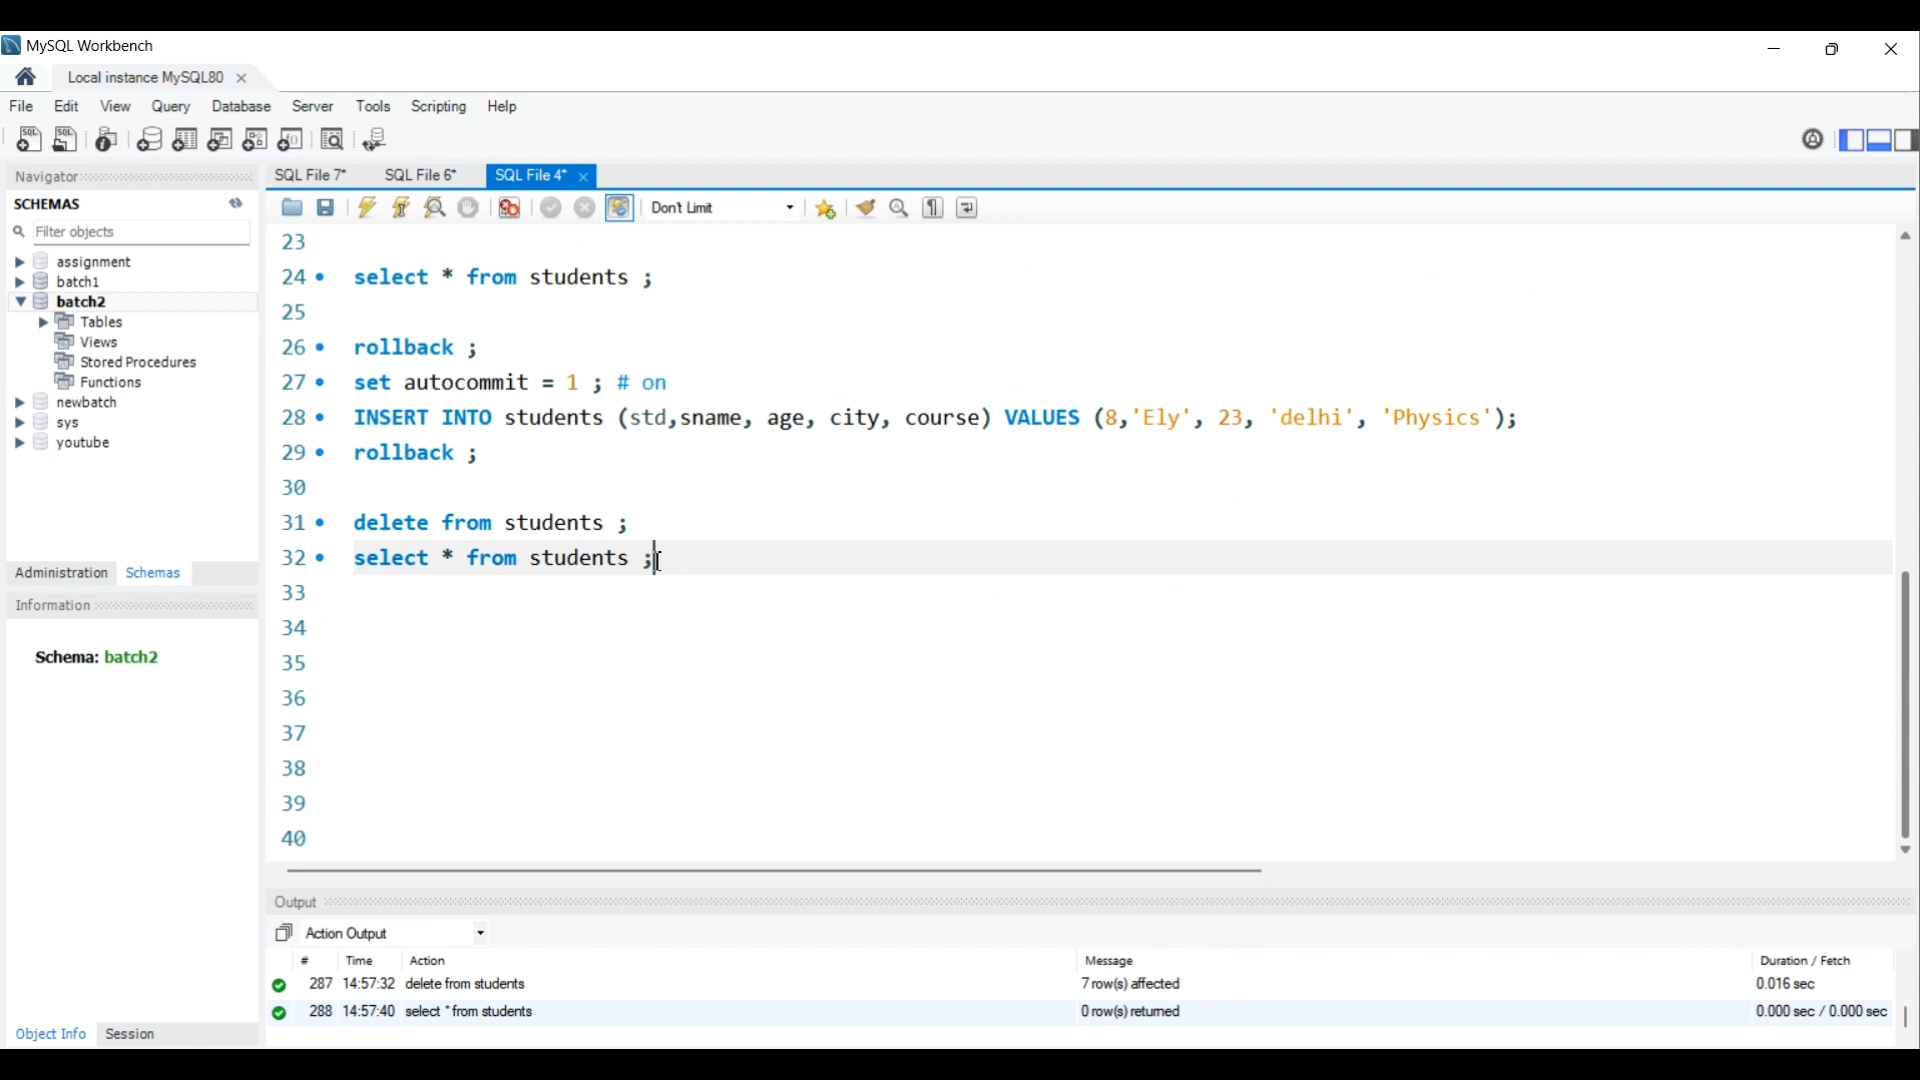 MySQL Workbench
Local instance MySQL80
File Edit View Query Database Server Tools Scripting Help
Navigator
SQL File 7* SQL File 6* SQL File 4*
SCHEMAS
Don't Limit
Filter objects
assignment
batch1
batch2
Tables
Views
Stored Procedures
Functions
newbatch
sys
youtube
Administration Schemas
Information
Schema: batch2
Object Info Session
23
24 select * from students ;
25
26 rollback ;
27 set autocommit = 1 ; # on
28 INSERT INTO students (std,sname, age, city, course) VALUES (8,'Ely', 23, 'delhi', 'Physics');
29 rollback ;
30
31 delete from students ;
32 select * from students ;
33
34
35
36
37
38
39
40
Output
Action Output
# Time Action Message Duration / Fetch
287 14:57:32 delete from students 7 row(s) affected 0.016 sec
288 14:57:40 select * from students 0 row(s) returned 0.000 sec / 0.000 sec